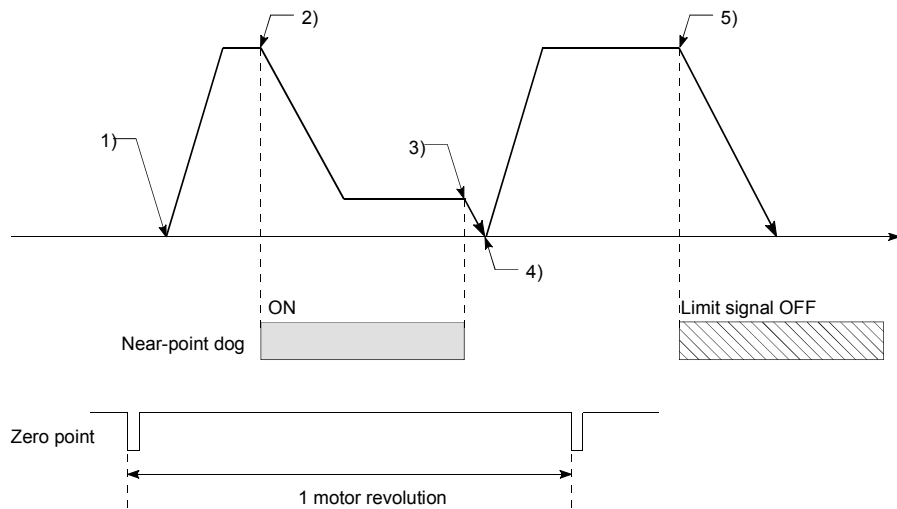 2)
5)
1)
3)
4)
ON
Limit signal OFF
Near-point dog
Zero point
1 motor revolution